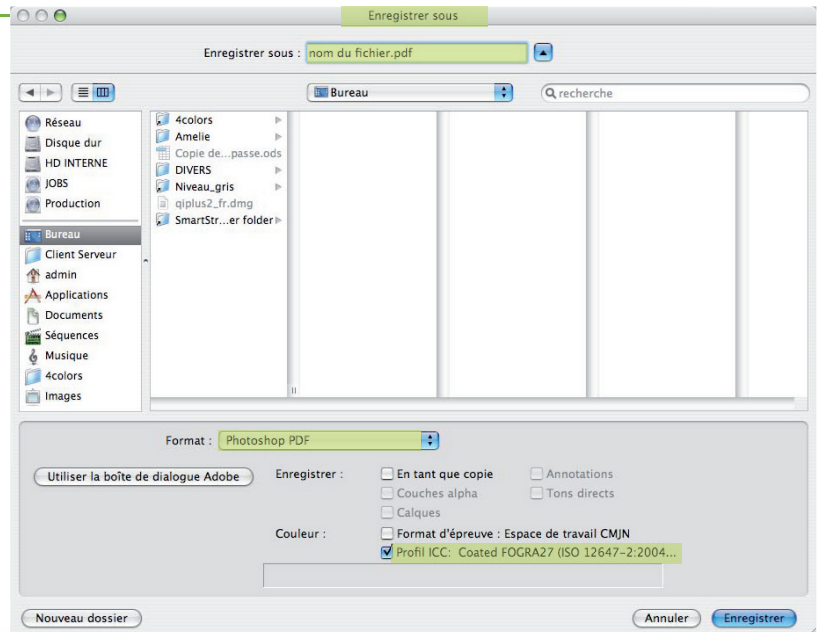 Enregistrer sous
Enregistrer sous : nom du fichier.pdf
Bureau
recherche
Réseau
Disque dur
HD INTERNE
JOBS
Production
Bureau
Client Serveur
admin
Applications
Documents
Séquences
Musique
4colors
Images
4colors
Amelie
Copie de...passe.ods
DIVERS
Niveau_gris
qiplus2_fr.dmg
SmartStr...er folder
Format : Photoshop PDF
Utiliser la boîte de dialogue Adobe
Enregistrer : En tant que copie Annotations
Couches alpha Tons directs
Calques
Couleur : Format d'épreuve : Espace de travail CMJN
Profil ICC: Coated FOGRA27 (ISO 12647-2:2004...
Nouveau dossier Annuler Enregistrer